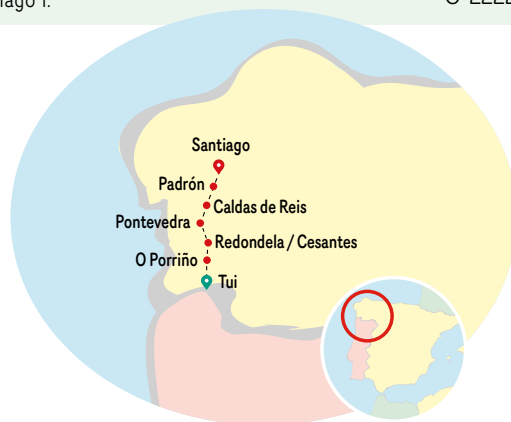 Santiago
Padrón
Caldas de Reis
Pontevedra
Redondela / Cesantes
O Porriño
Tui